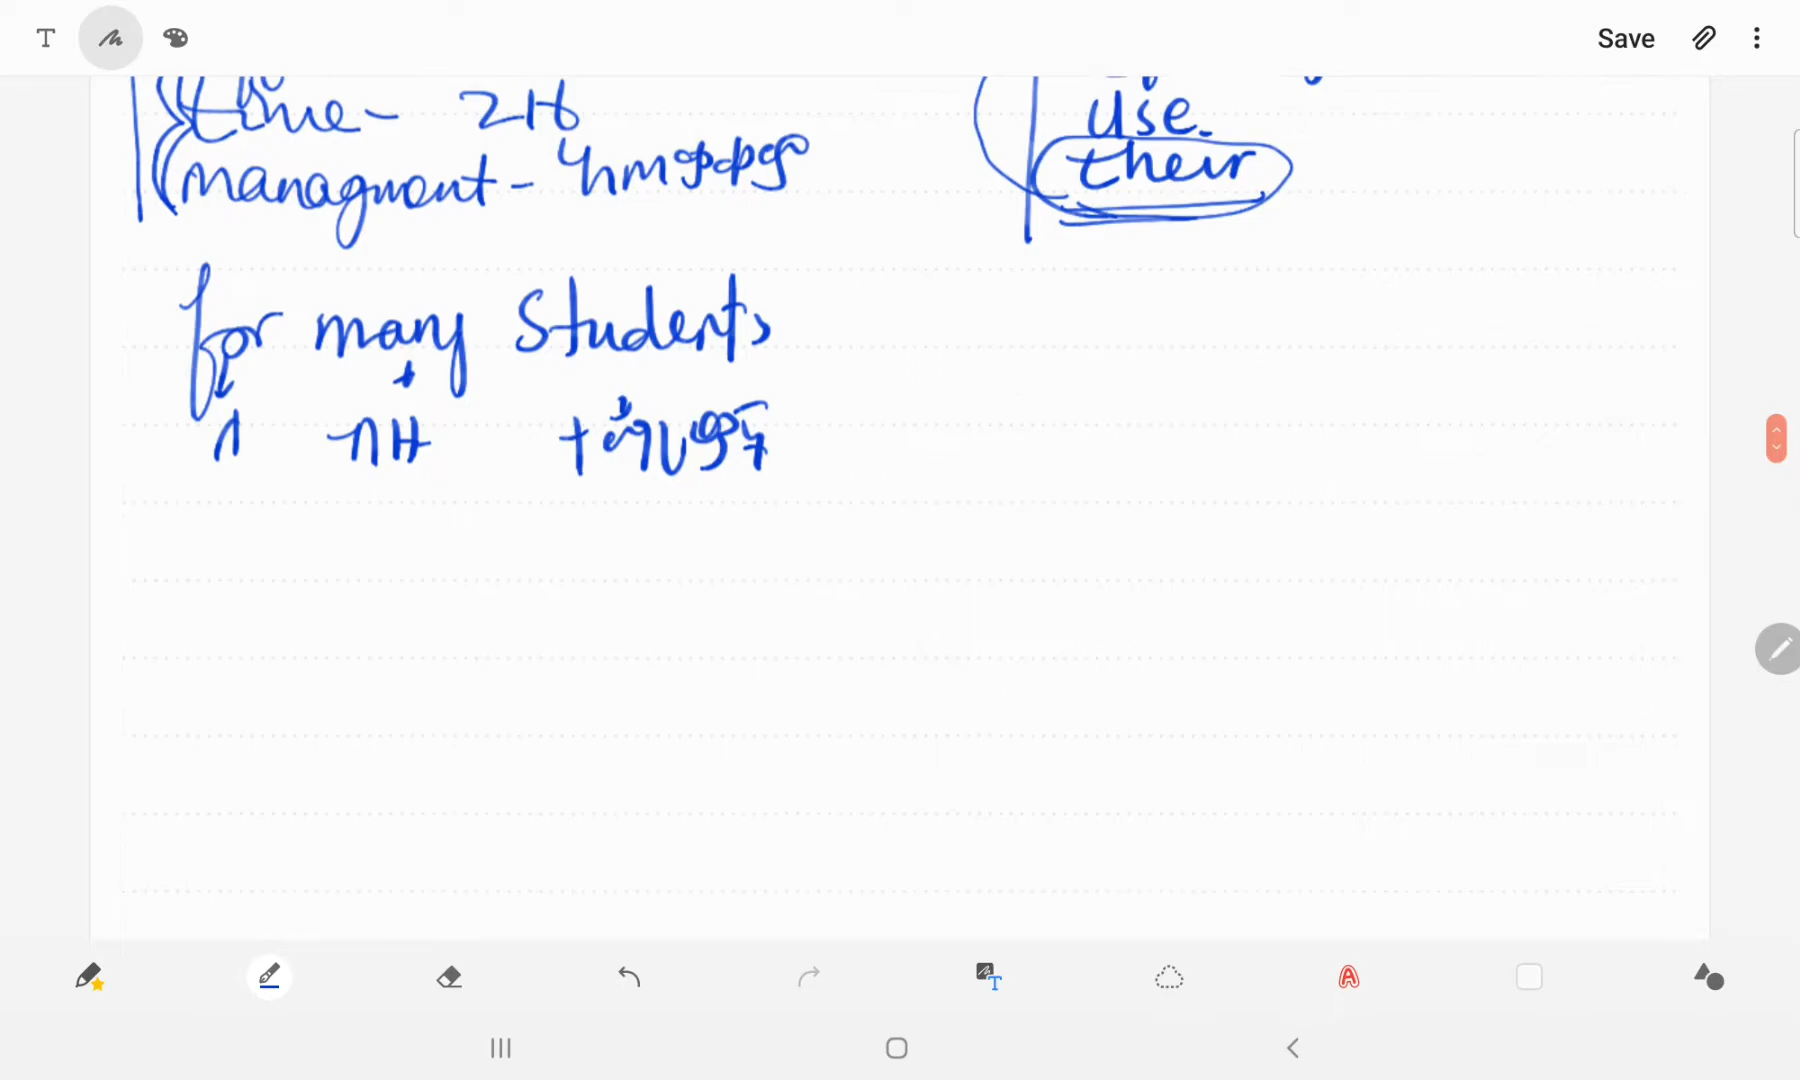 Save
time - ጊዜ
managment - አጠቃቀም
use
their
for many Students
ለ ብዙ ተማሪዎች